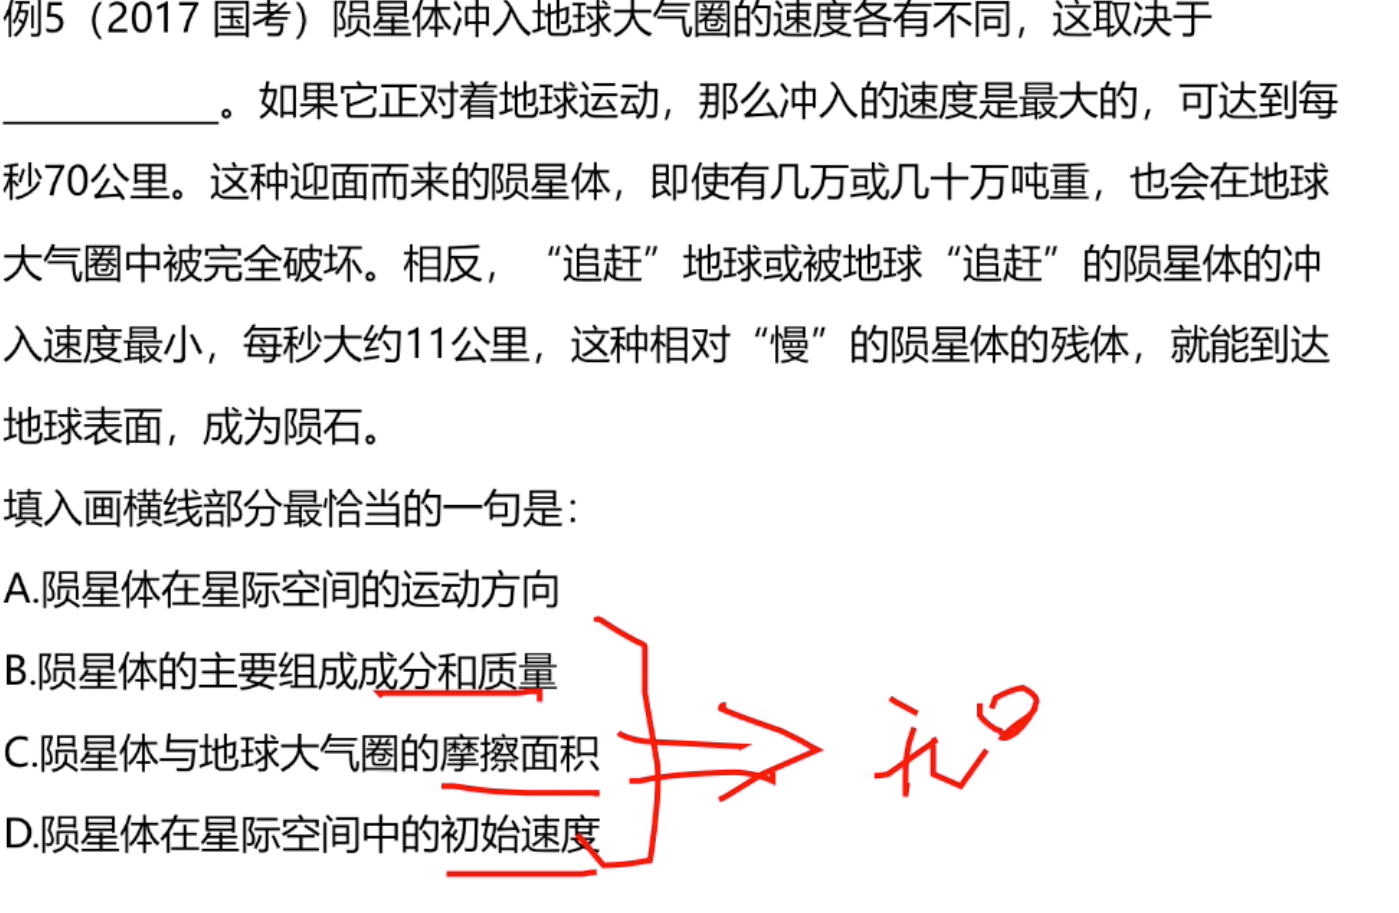 例5（2017 国考）陨星体冲入地球大气圈的速度各有不同，这取决于
___________。如果它正对着地球运动，那么冲入的速度是最大的，可达到每
秒70公里。这种迎面而来的陨星体，即使有几万或几十万吨重，也会在地球
大气圈中被完全破坏。相反，“追赶”地球或被地球“追赶”的陨星体的冲
入速度最小，每秒大约11公里，这种相对“慢”的陨星体的残体，就能到达
地球表面，成为陨石。
填入画横线部分最恰当的一句是：
A.陨星体在星际空间的运动方向
B.陨星体的主要组成成分和质量
C.陨星体与地球大气圈的摩擦面积
D.陨星体在星际空间中的初始速度